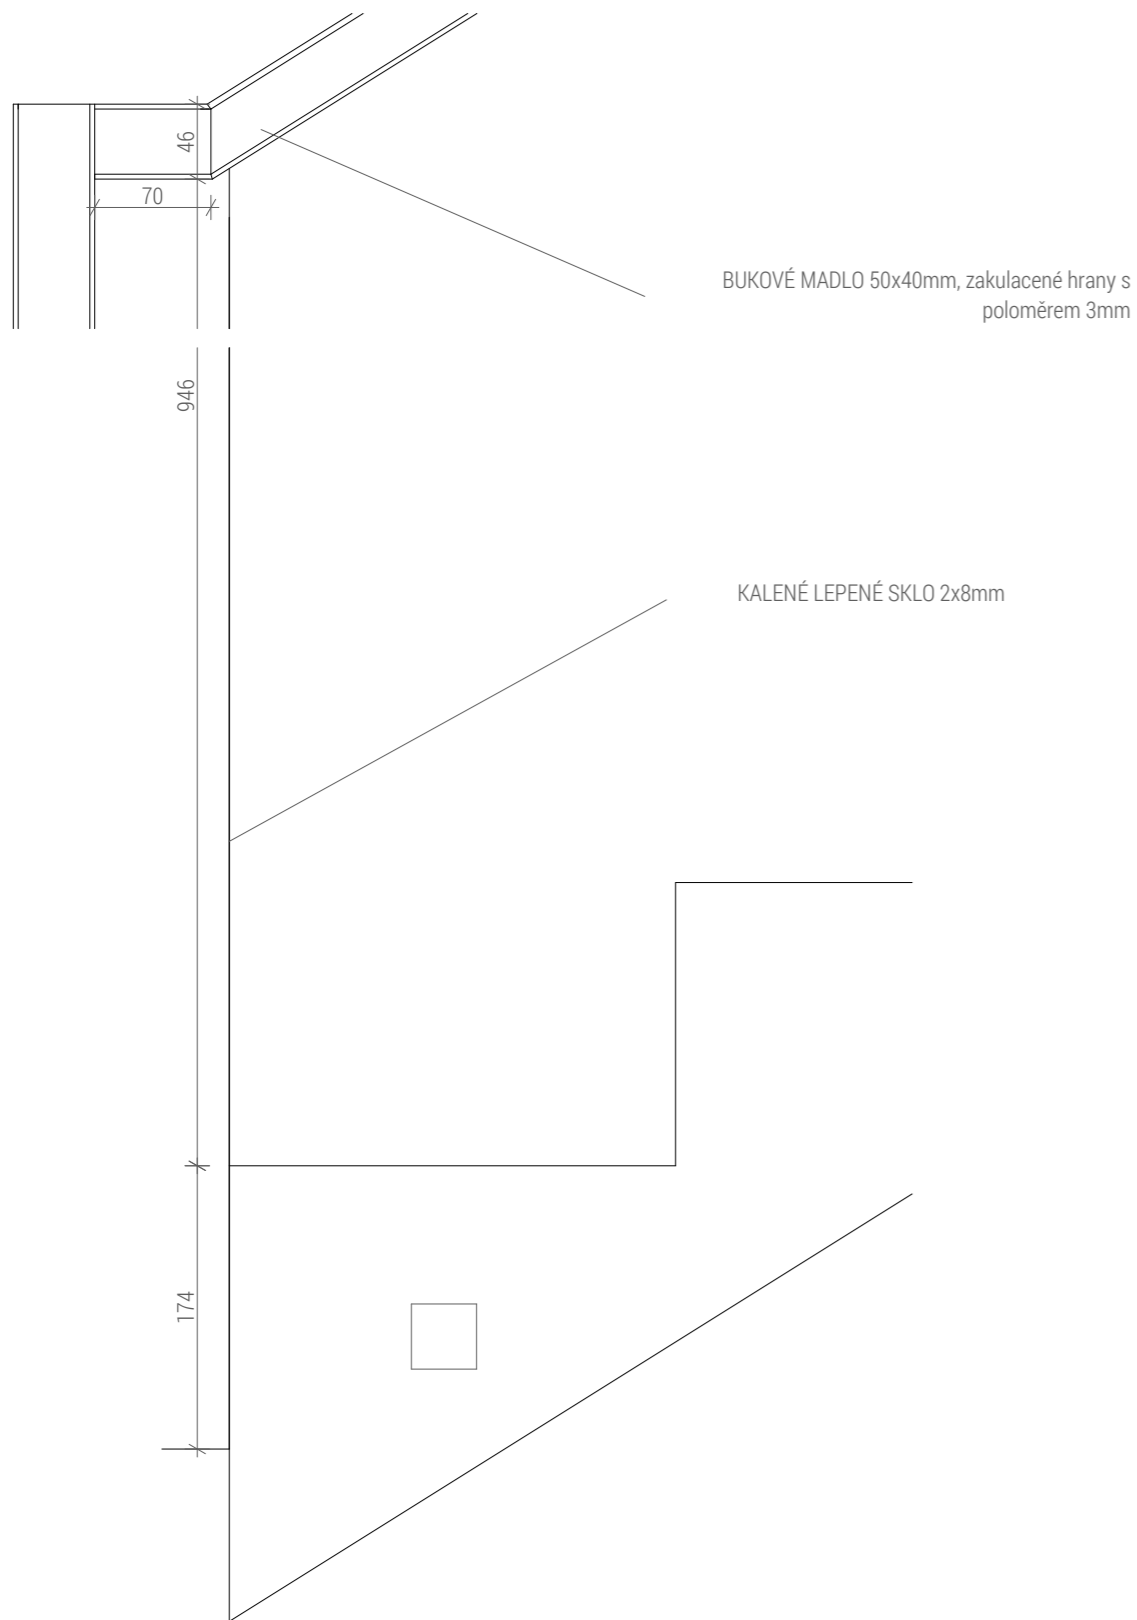 46
70
BUKOVÉ MADLO 50x40mm, zakulacené hrany s
poloměrem 3mm
946
KALENÉ LEPENÉ SKLO 2x8mm
174